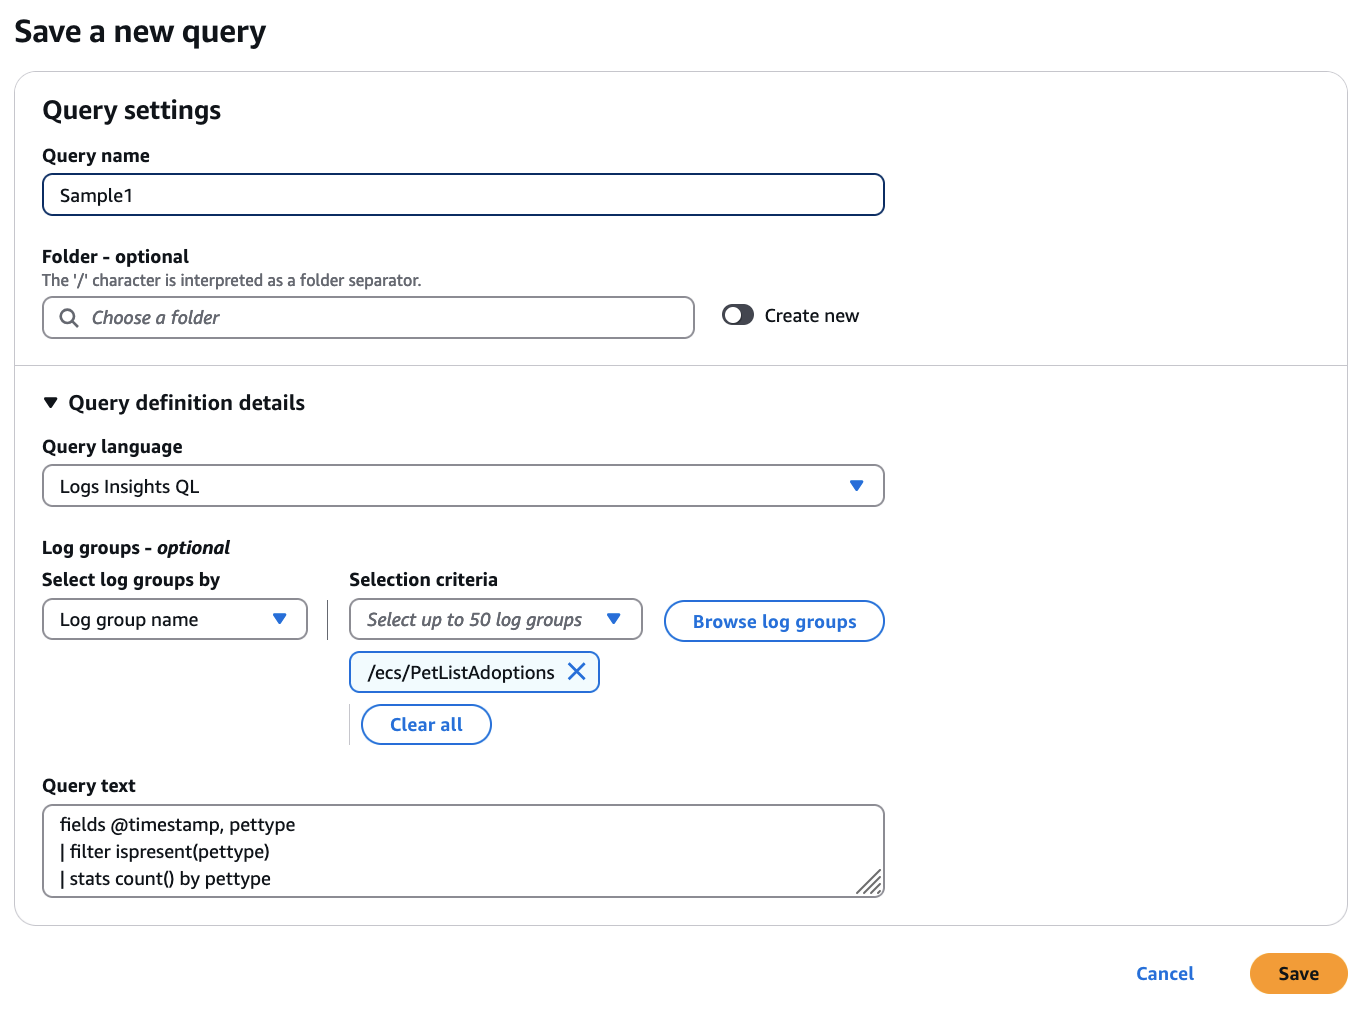 Save a new query
Query settings
Query name
Sample1
Folder - optional
The '/' character is interpreted as a folder separator.
Choose a folder
Create new
Query definition details
Query language
Logs Insights QL
Log groups - optional
Select log groups by
Selection criteria
Log group name
Select up to 50 log groups
Browse log groups
/ecs/PetListAdoptions
Clear all
Query text
fields @timestamp, pettype
| filter ispresent(pettype)
| stats count() by pettype
Cancel
Save